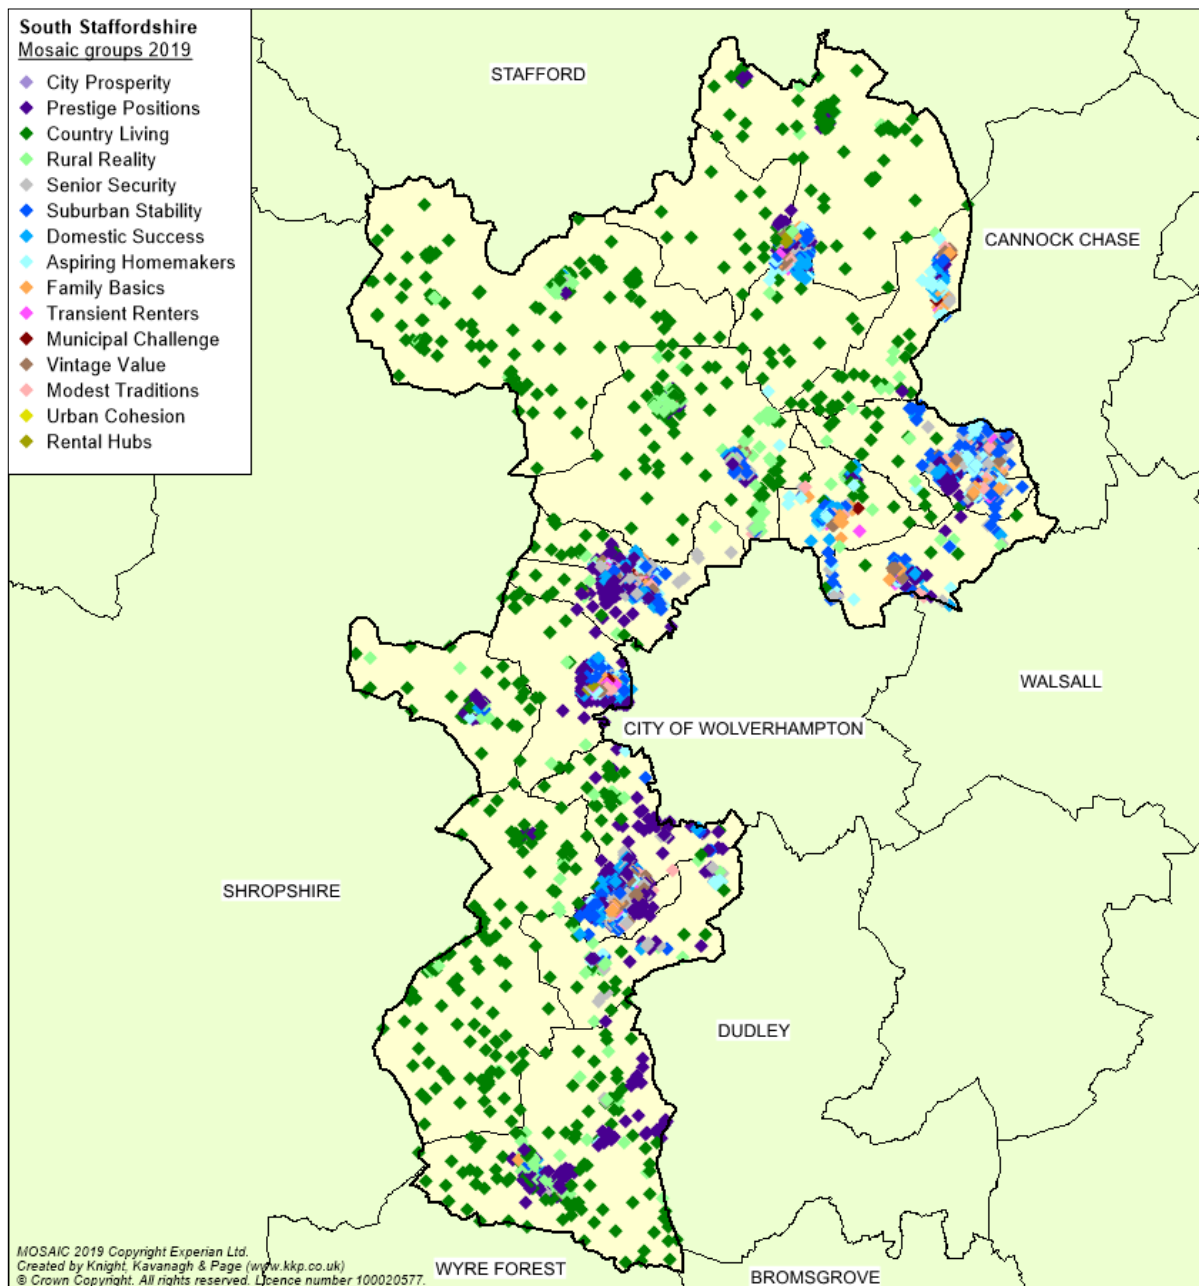 South Staffordshire
Mosaic groups 2019
City Prosperity
Prestige Positions
Country Living
Rural Reality
Senior Security
Suburban Stability
Domestic Success
Aspiring Homemakers
Family Basics
Transient Renters
Municipal Challenge
Vintage Value
Modest Traditions
Urban Cohesion
Rental Hubs
STAFFORD
CANNOCK CHASE
WALSALL
CITY OF WOLVERHAMPTON
SHROPSHIRE
DUDLEY
WYRE FOREST
BROMSGROVE
MOSAIC 2019 Copyright Experian Ltd.
Created by Knight, Kavanagh & Page (www.kkp.co.uk)
© Crown Copyright. All rights reserved. Licence number 100020577.